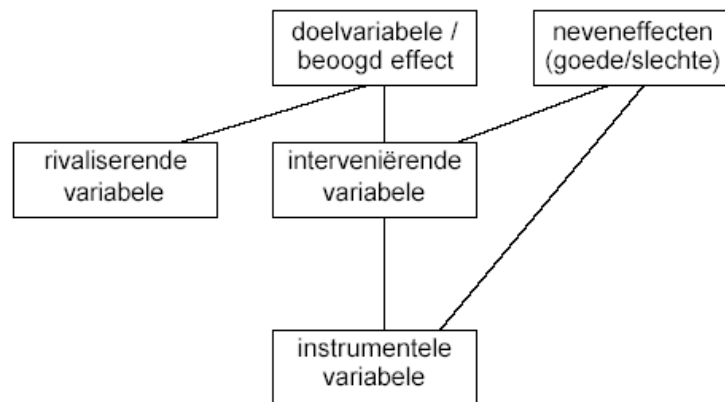 doelvariabele /
beoogd effect
neveneffecten
(goede/slechte)
rivaliserende
variabele
interveniërende
variabele
instrumentele
variabele